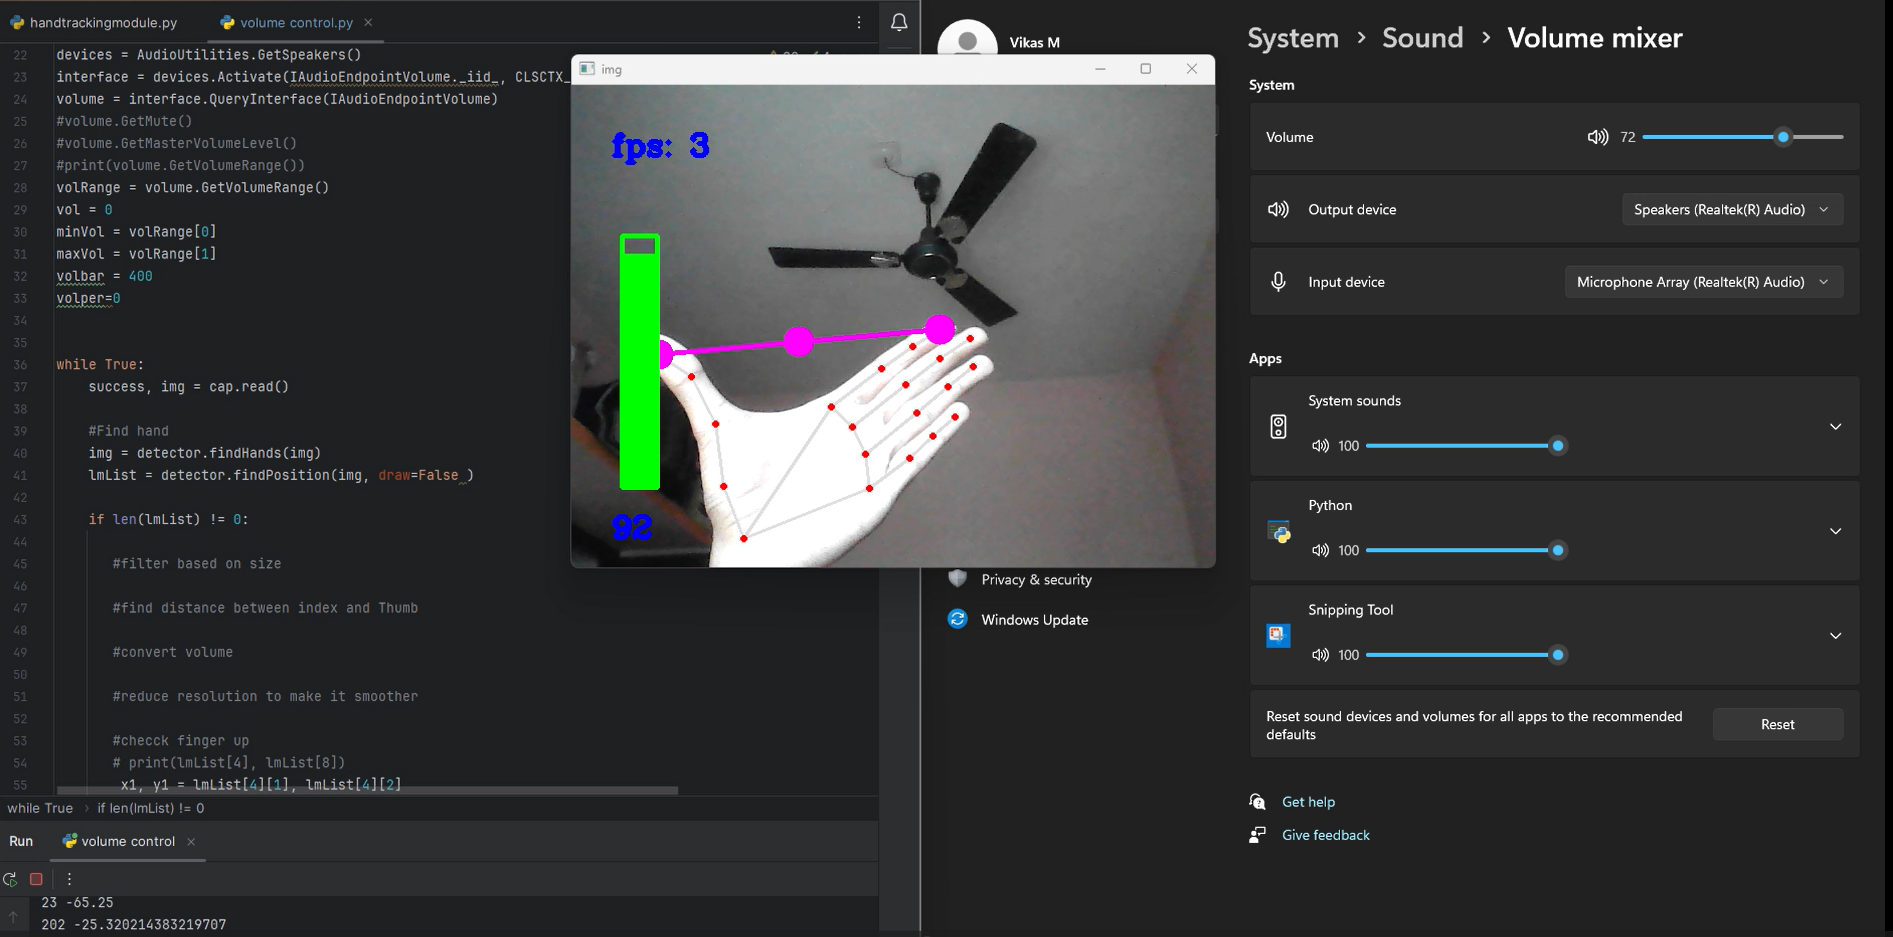 handtrackingmodule.py
volume control.py
22 devices = AudioUtilities.GetSpeakers()
23 interface = devices.Activate(IAudioEndpointVolume._iid_, CLSCTX_
24 volume = interface.QueryInterface(IAudioEndpointVolume)
25 #volume.GetMute()
26 #volume.GetMasterVolumeLevel()
27 #print(volume.GetVolumeRange())
28 volRange = volume.GetVolumeRange()
29 vol = 0
30 minVol = volRange[0]
31 maxVol = volRange[1]
32 volbar = 400
33 volper=0
34
35
36 while True:
37 success, img = cap.read()
38
39 #Find hand
40 img = detector.findHands(img)
41 lmList = detector.findPosition(img, draw=False )
42
43 if len(lmList) != 0:
44
45 #filter based on size
46
47 #find distance between index and Thumb
48
49 #convert volume
50
51 #reduce resolution to make it smoother
52
53 #checck finger up
54 # print(lmList[4], lmList[8])
55 x1, y1 = lmList[4][1], lmList[4][2]
while True > if len(lmList) != 0
Run
volume control
23 -65.25
202 -25.320214383219707
img
fps: 3
92
Vikas M
Privacy & security
Windows Update
System > Sound > Volume mixer
System
Volume
72
Output device
Speakers (Realtek(R) Audio)
Input device
Microphone Array (Realtek(R) Audio)
Apps
System sounds
100
Python
100
Snipping Tool
100
Reset sound devices and volumes for all apps to the recommended
defaults
Reset
Get help
Give feedback